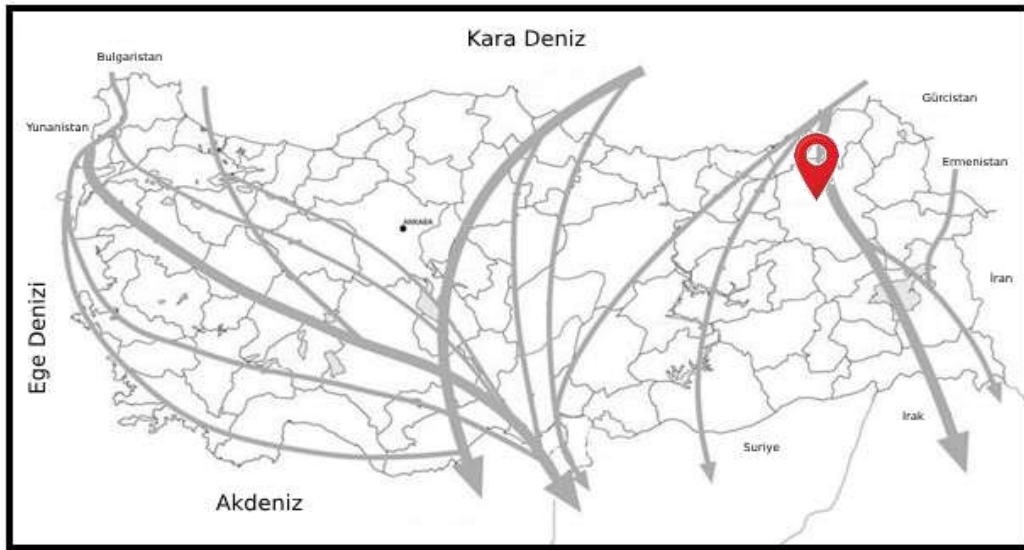 Kara Deniz
Bulgaristan
Gürcistan
Yunanistan
Ermenistan
ANKARA
İran
Ege Denizi
Irak
Suriye
Akdeniz